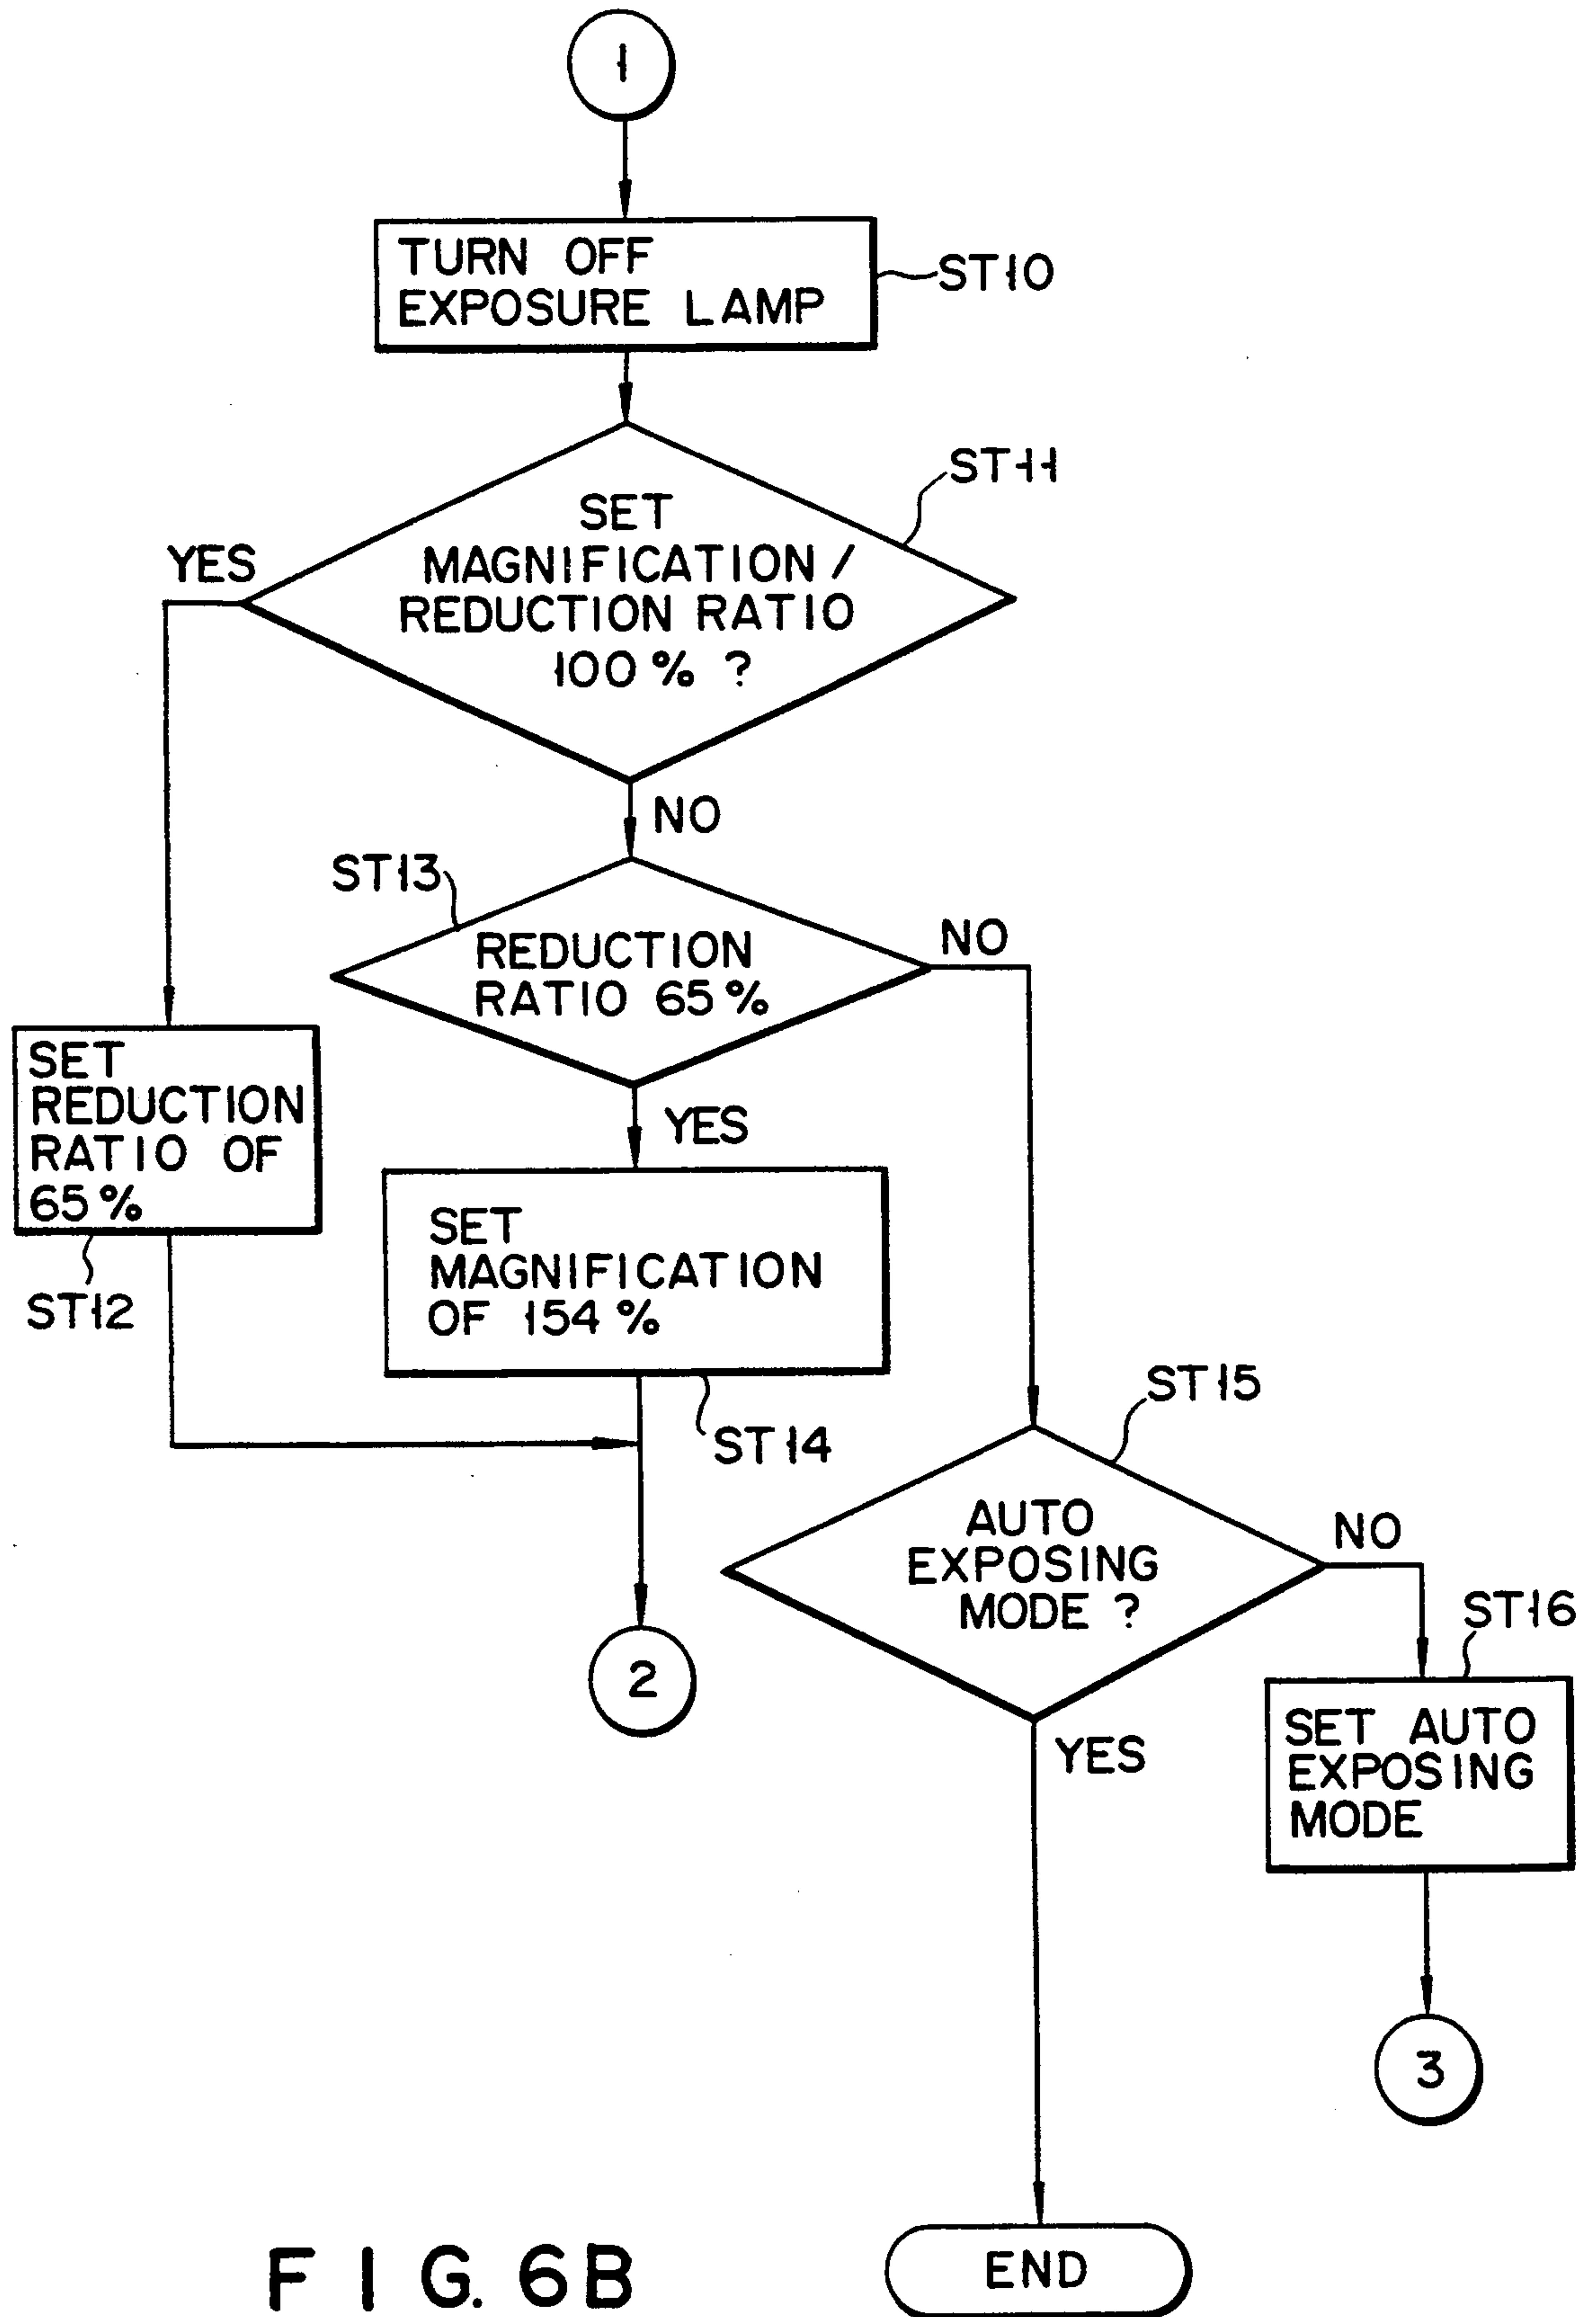 1
TURN OFF
EXPOSURE LAMP
ST10
ST11
SET
MAGNIFICATION /
REDUCTION RATIO
100 % ?
YES
NO
ST13
REDUCTION
RATIO 65 %
NO
SET
REDUCTION
RATIO OF
65 %
ST12
YES
SET
MAGNIFICATION
OF 154 %
ST14
2
ST15
AUTO
EXPOSING
MODE ?
NO
ST16
SET AUTO
EXPOSING
MODE
YES
3
END
FIG. 6B